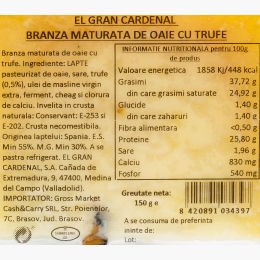 EL GRAN CARDENAL
BRANZA MATURATA DE OAIE CU TRUFE
Branza maturata de oaie cu
trufe. Ingrediente: LAPTE
pasteurizat de oaie, sare, trufe
(0,5%), ulei de masline virgin
extra, ferment, cheag si clorura
de calciu. Invelita in crusta
naturala: Conservant: E-253 si
E-202. Crusta necomestibila.
Originea laptelui: Spania. E.S.
Min 55%. M.G. Min 30%. A se
pastra refrigerat. EL GRAN
CARDENAL, S.A. Cañada de
Extremadura, 9, 47400, Medina
del Campo (Valladolid).
IMPORTATOR: Gross Market
Cash&Carry SRL, Str. Poienelor,
7C, Brasov, Jud. Brasov.
INFORMATIE NUTRITIONALA pentru 100g
de produs
Valoare energetica 1858 Kj/448 kcal
Grasimi 37,72 g
din care grasimi saturate 24,92 g
Glucide 1,40 g
din care zaharuri 1,40 g
Fibra alimentara <0,50 g
Proteine 25,80 g
Sare 1,96 g
Calciu 830 mg
Fosfor 540 mg
Greutate neta:
150 g e
8 420891 034397
A se consuma de preferinta
inainte de:
Lot: